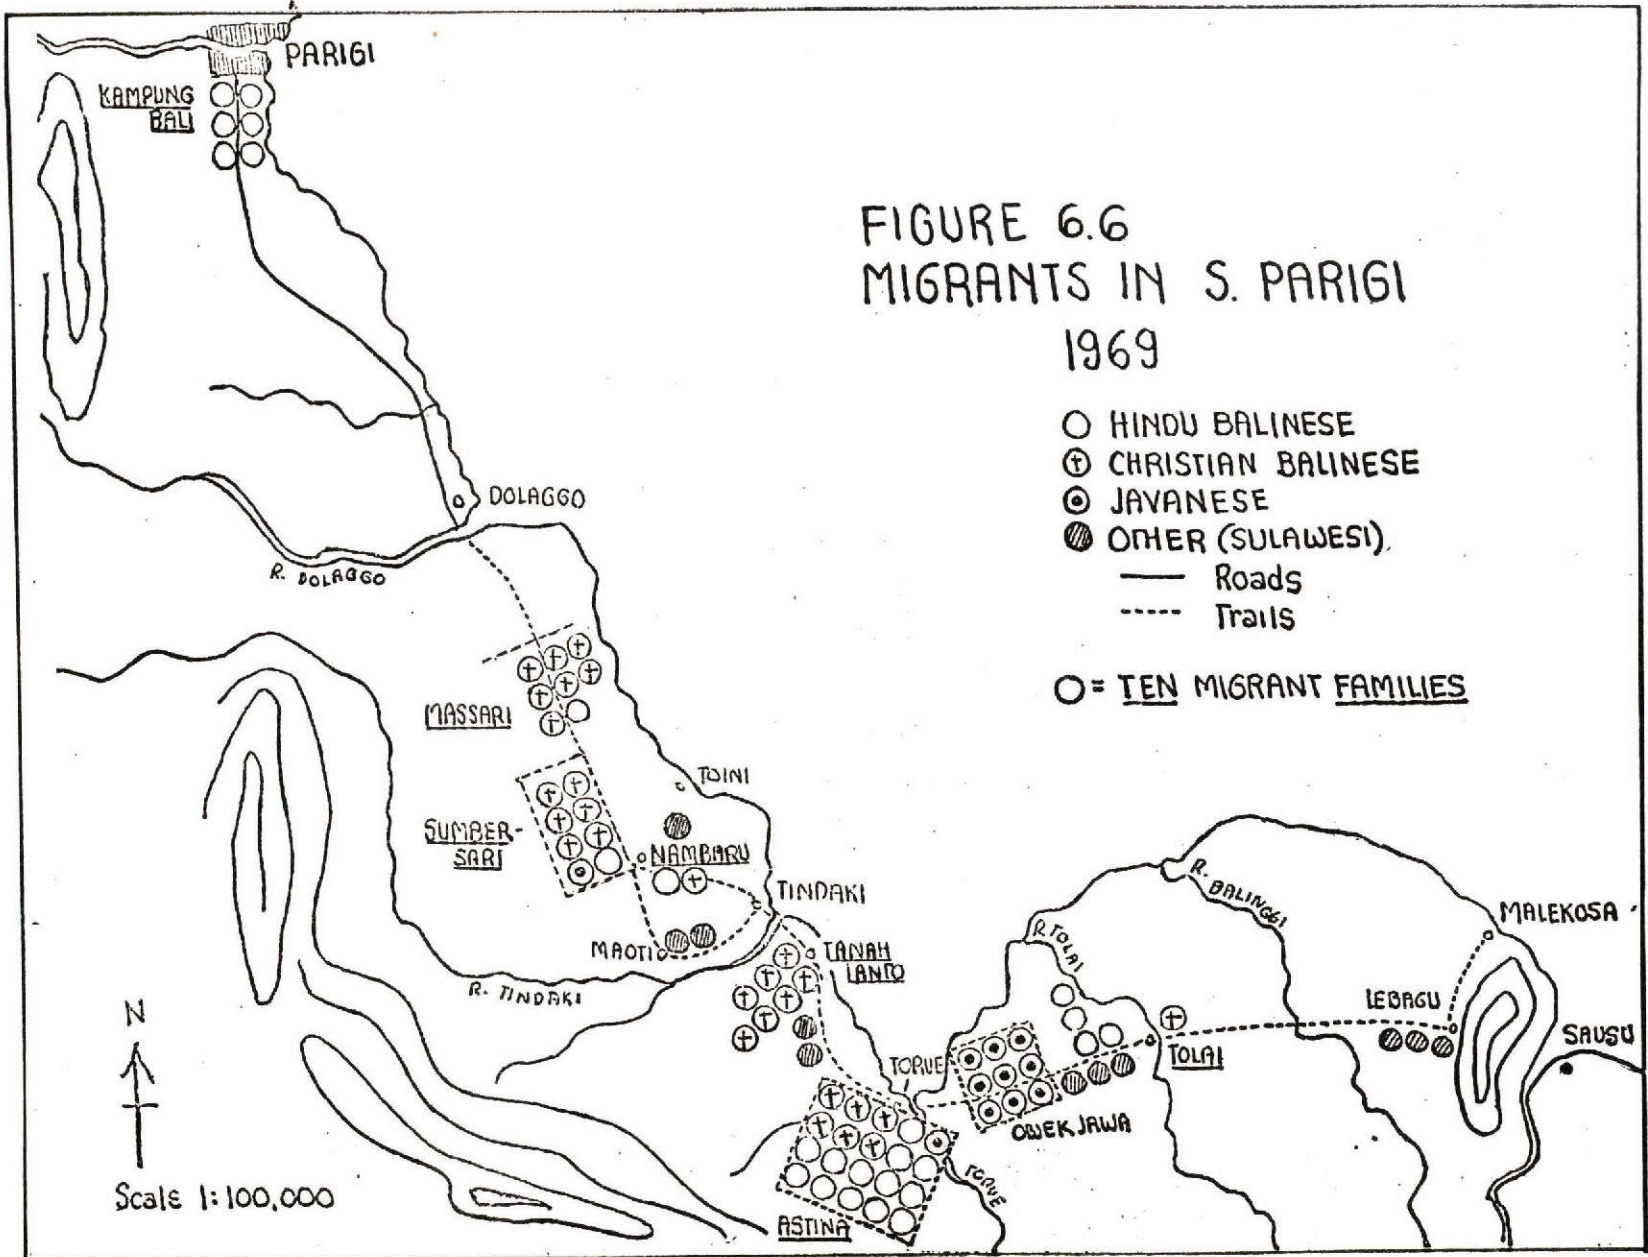 PARIGI
KAMPUNG
BALI
FIGURE 6.6
MIGRANTS IN S. PARIGI
1969
HINDU BALINESE
CHRISTIAN BALINESE
JAVANESE
OTHER (SULAWESI)
Roads
Trails
O = TEN MIGRANT FAMILIES
DOLAGGO
R. DOLAGGO
MASSARI
TOINI
SUMBER-
SARI
NAMBARU
TINDAKI
MAOTI
TANAH
LANTO
R. TINDAKI
R. TOLAI
R. BALINGGI
MALEKOSA
LEBAGU
SAUSU
TOLAI
TORUE
OWEK JAWA
TORUE
ASTINA
N
Scale 1:100,000